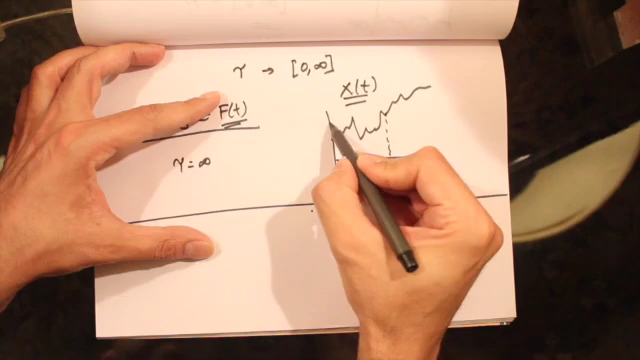 τ → [0,∞]
X(t)
F(t)
τ=∞